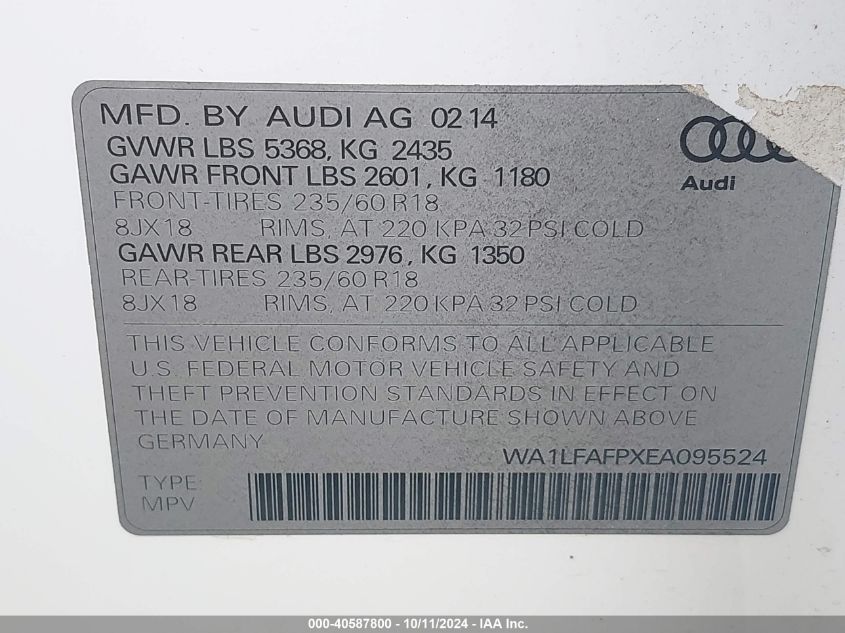 MFD. BY AUDI AG 02 14
GVWR LBS 5368, KG 2435
GAWR FRONT LBS 2601, KG 1180
FRONT-TIRES 235/60 R18
8JX18 RIMS, AT 220 KPA 32 PSI COLD
GAWR REAR LBS 2976, KG 1350
REAR-TIRES 235/60 R18
8JX18 RIMS, AT 220 KPA 32 PSI COLD
Audi
THIS VEHICLE CONFORMS TO ALL APPLICABLE
U.S. FEDERAL MOTOR VEHICLE SAFETY AND
THEFT PREVENTION STANDARDS IN EFFECT ON
THE DATE OF MANUFACTURE SHOWN ABOVE
GERMANY
WA1LFAFPXEA095524
TYPE:
MPV
000-40587800 - 10/11/2024 - IAA Inc.